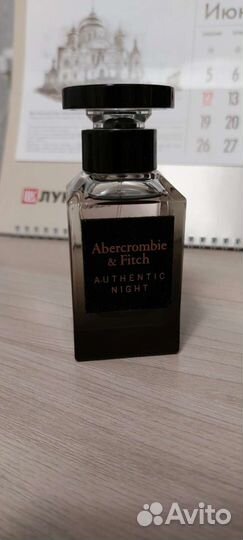 Июн
5
6
12
13
19
20
26
27
ЛУК
Abercrombie
& Fitch
AUTHENTIC
NIGHT
Avito